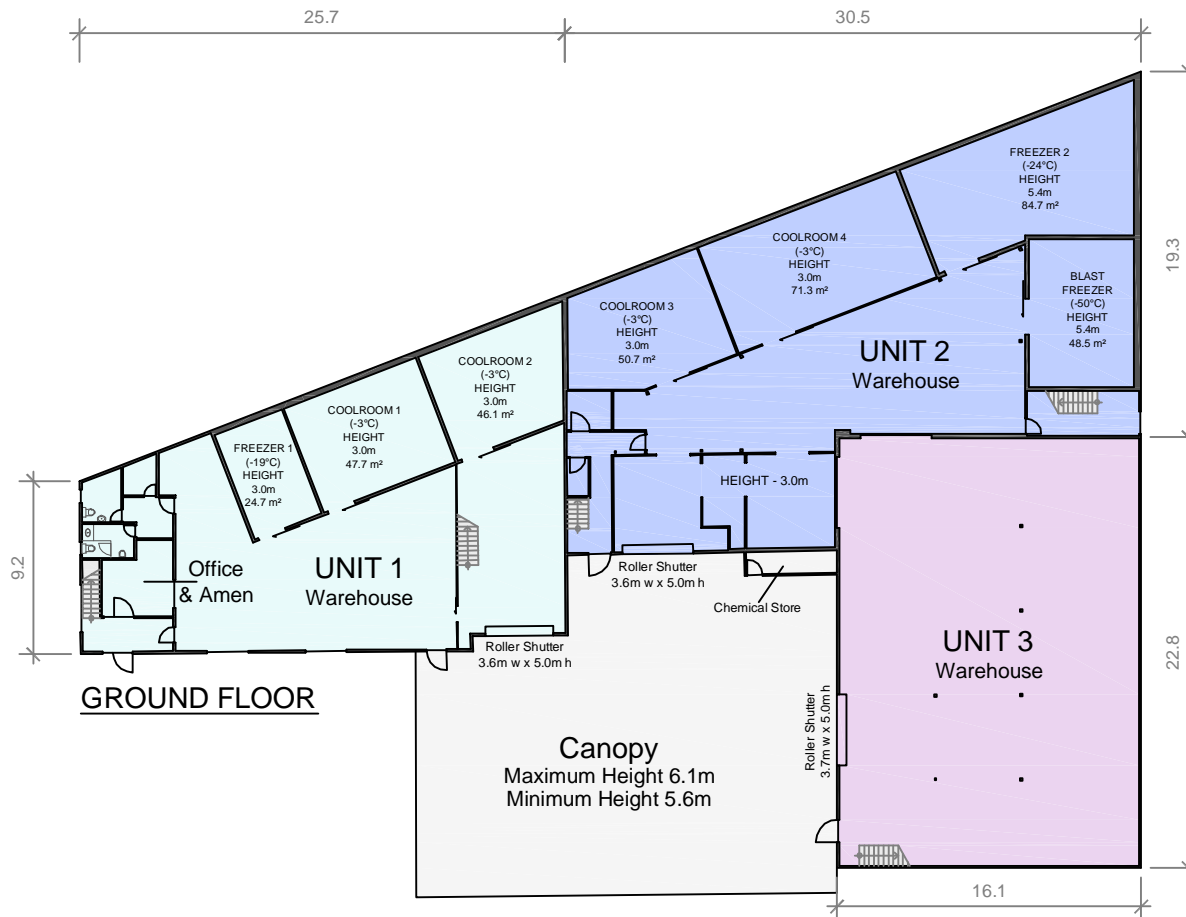 25.7
30.5
FREEZER 2
(-24°C)
HEIGHT
5.4m
84.7 m²
19.3
COOLROOM 4
(-3°C)
HEIGHT
3.0m
71.3 m²
BLAST
FREEZER
(-50°C)
HEIGHT
5.4m
48.5 m²
COOLROOM 3
(-3°C)
HEIGHT
3.0m
50.7 m²
UNIT 2
Warehouse
COOLROOM 2
(-3°C)
HEIGHT
3.0m
46.1 m²
COOLROOM 1
(-3°C)
HEIGHT
3.0m
47.7 m²
FREEZER 1
(-19°C)
HEIGHT
3.0m
24.7 m²
HEIGHT - 3.0m
9.2
Office
& Amen
UNIT 1
Warehouse
Roller Shutter
3.6m w x 5.0m h
Chemical Store
Roller Shutter
3.6m w x 5.0m h
UNIT 3
Warehouse
22.8
GROUND FLOOR
Roller Shutter
3.7m w x 5.0m h
Canopy
Maximum Height 6.1m
Minimum Height 5.6m
16.1